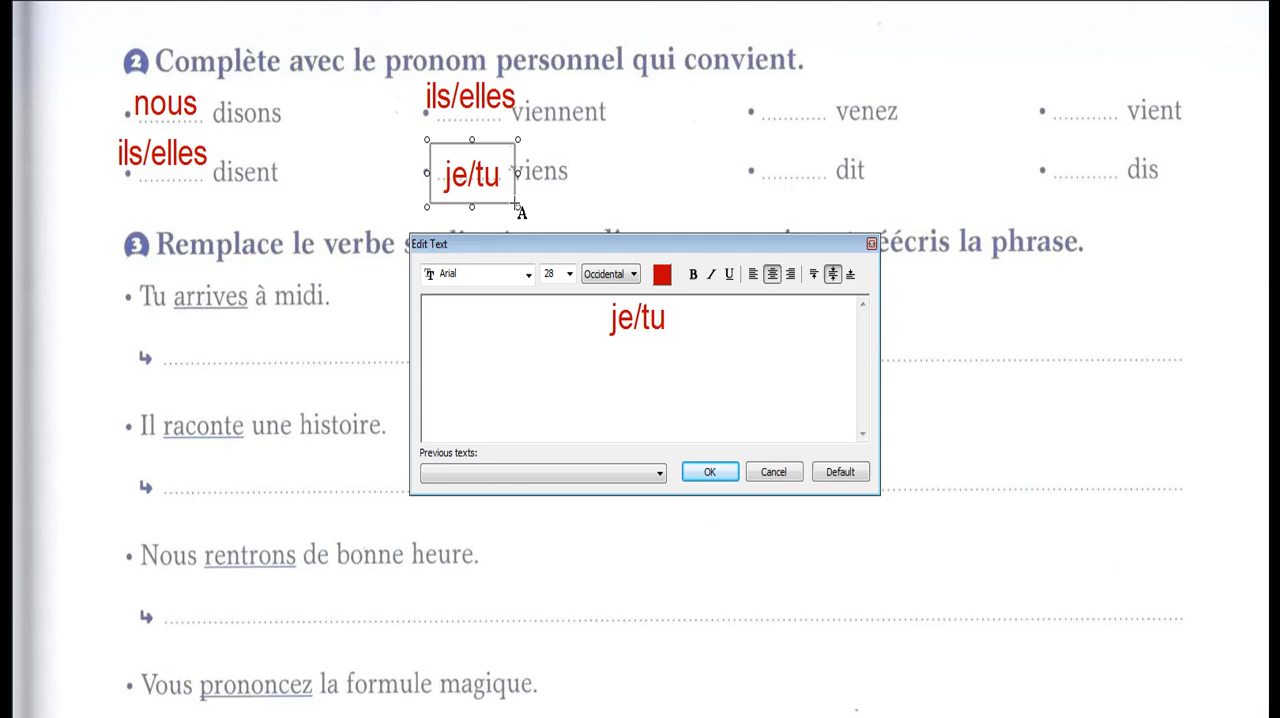 2 Complète avec le pronom personnel qui convient.
• nous disons • ils/elles viennent • ............ venez • ............ vient
• ils/elles disent je/tu viens • ............ dit • ............ dis
A
3 Remplace le verbe éécris la phrase.
Edit Text
Arial 28 Occidental B I U
• Tu arrives à midi.
je/tu
• Il raconte une histoire.
Previous texts:
OK Cancel Default
• Nous rentrons de bonne heure.
• Vous prononcez la formule magique.